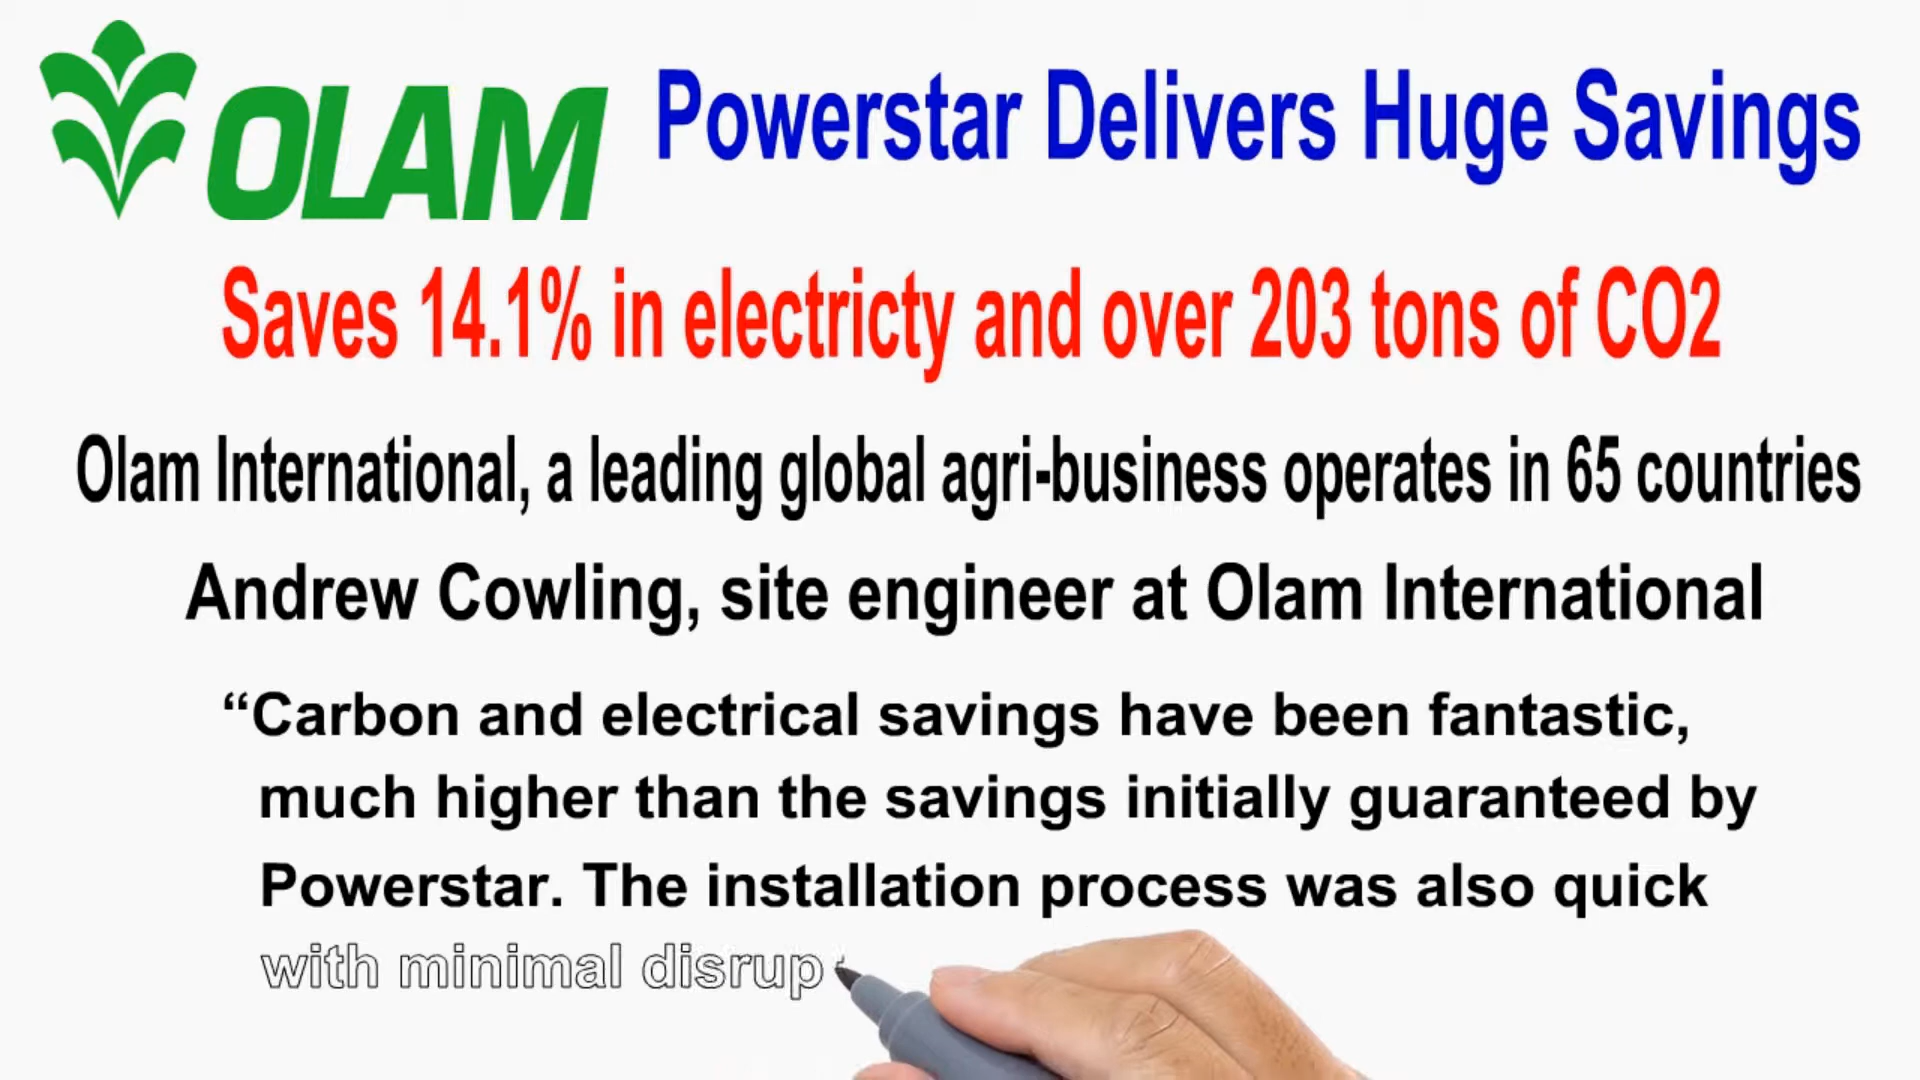 OLAM
Powerstar Delivers Huge Savings
Saves 14.1% in electricty and over 203 tons of CO2
Olam International, a leading global agri-business operates in 65 countries
Andrew Cowling, site engineer at Olam International
“Carbon and electrical savings have been fantastic,
much higher than the savings initially guaranteed by
Powerstar. The installation process was also quick
with minimal disrup